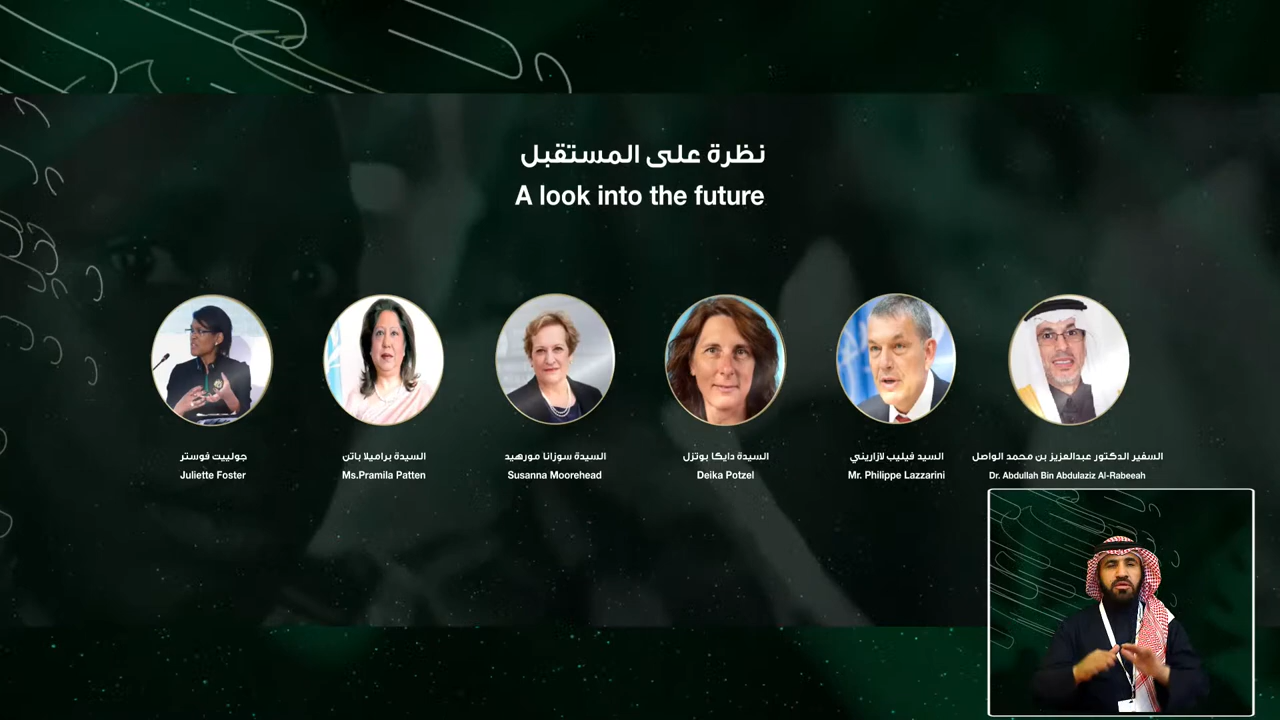 نظرة على المستقبل
A look into the future
جولييت فوستر
Juliette Foster
السيدة براميلا باتن
Ms.Pramila Patten
السيدة سوزانا مورهيد
Susanna Moorehead
السيدة دايكا بوتزل
Deika Potzel
السيد فيليب لازاريني
Mr. Philippe Lazzarini
السفير الدكتور عبدالعزيز بن محمد الواصل
Dr. Abdullah Bin Abdulaziz Al-Rabeeah